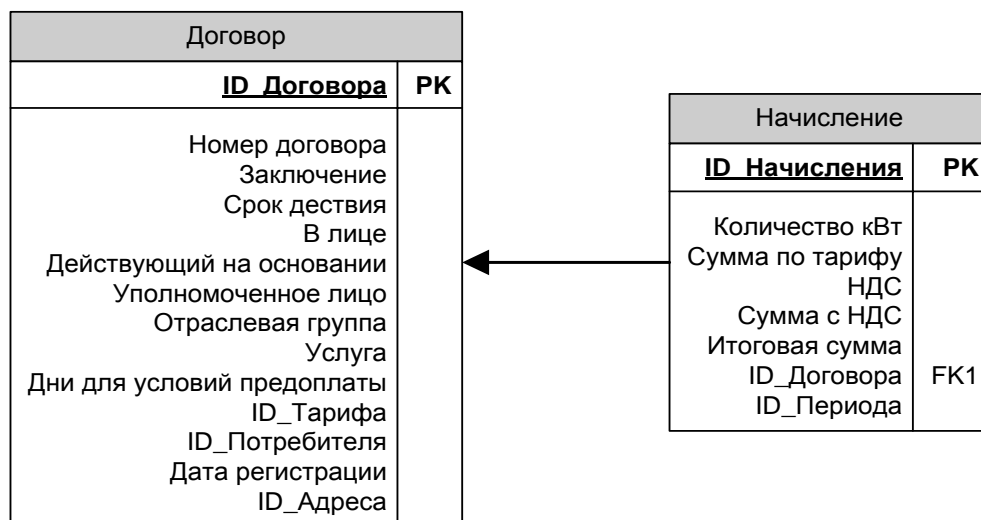 Договор
ID_Договора PK
Номер договора
Заключение
Срок дествия
В лице
Действующий на основании
Уполномоченное лицо
Отраслевая группа
Услуга
Дни для условий предоплаты
ID_Тарифа
ID_Потребителя
Дата регистрации
ID_Адреса
Начисление
ID_Начисления PK
Количество кВт
Сумма по тарифу
НДС
Сумма с НДС
Итоговая сумма
ID_Договора FK1
ID_Периода